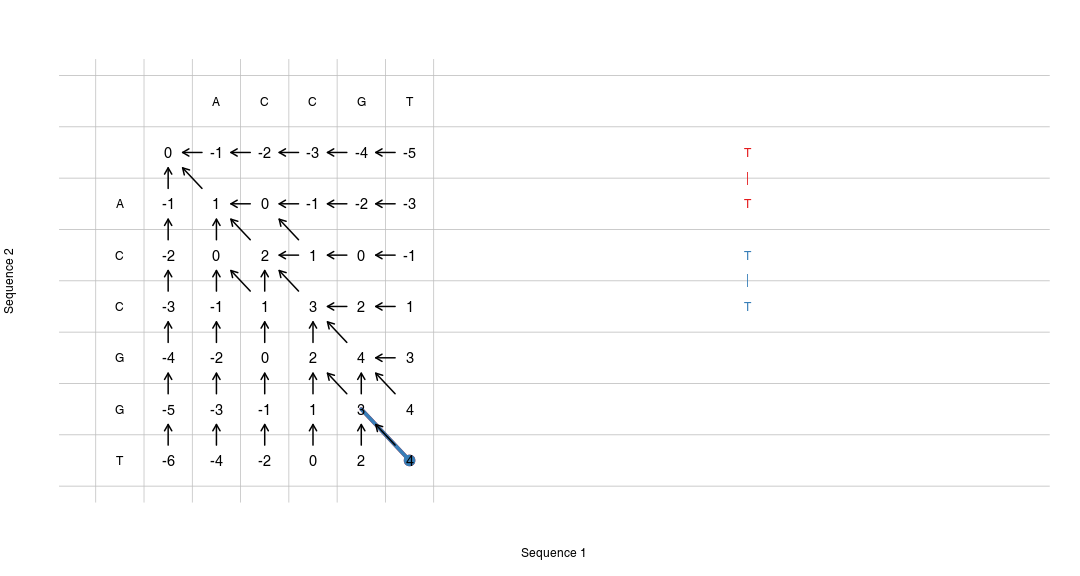 A C C G T
0 -1 -2 -3 -4 -5 T
|
A -1 1 0 -1 -2 -3 T
C -2 0 2 1 0 -1 T
|
C -3 -1 1 3 2 1 T
G -4 -2 0 2 4 3
G -5 -3 -1 1 3 4
T -6 -4 -2 0 2 4
Sequence 2
Sequence 1